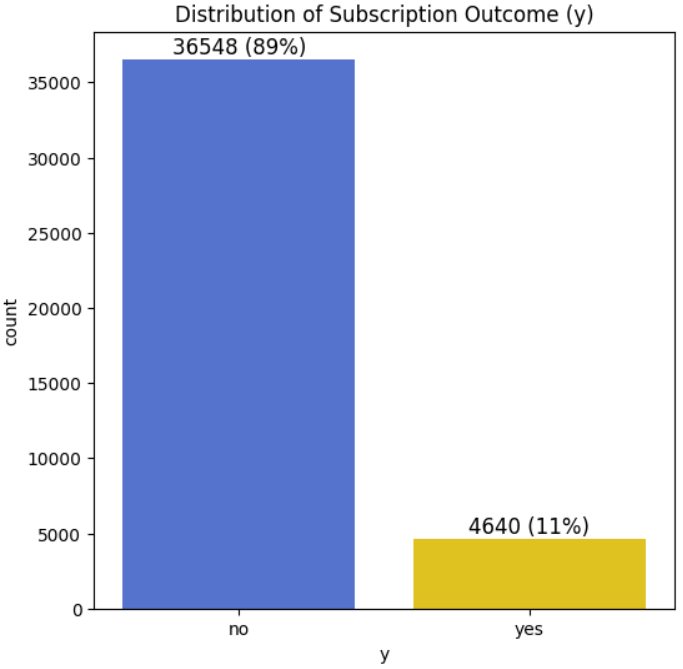 Distribution of Subscription Outcome (y)
36548 (89%)
35000
30000
25000
20000
15000
10000
5000
0
count
4640 (11%)
no
yes
y